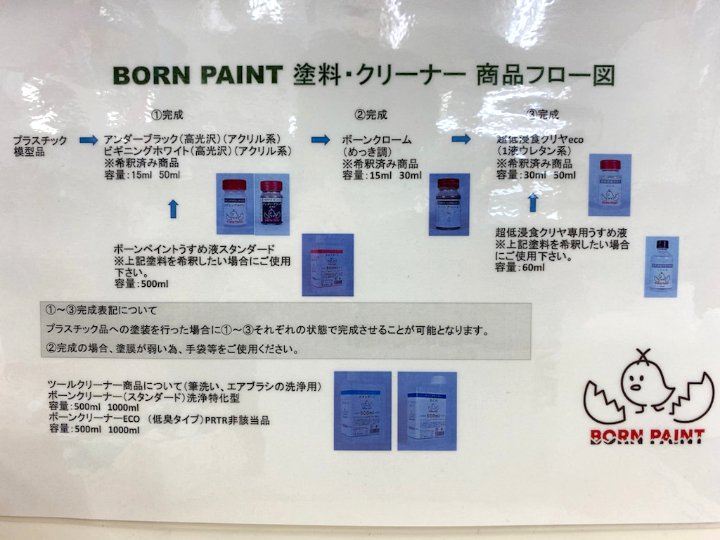 BORN PAINT 塗料・クリーナー 商品フロー図
①完成
②完成
③完成
プラスチック
模型品
アンダーブラック(高光沢)(アクリル系)
ビギニングホワイト(高光沢)(アクリル系)
※希釈済み商品
容量:15ml 50ml
ボーンクローム
(めっき調)
※希釈済み商品
容量:15ml 30ml
超低浸食クリヤeco
(1液ウレタン系)
※希釈済み商品
容量:30ml 50ml
ボーンペイントうすめ液スタンダード
※上記塗料を希釈したい場合にご使用
下さい。
容量:500ml
超低浸食クリヤ専用うすめ液
※上記塗料を希釈したい場合
にご使用下さい。
容量:60ml
①～③完成表記について
プラスチック品への塗装を行った場合に①～③それぞれの状態で完成させることが可能となります。
②完成の場合、塗膜が弱い為、手袋等をご使用ください。
ツールクリーナー商品について(筆洗い、エアブラシの洗浄用)
ボーンクリーナー(スタンダード)洗浄特化型
容量:500ml 1000ml
ボーンクリーナーECO (低臭タイプ)PRTR非該当品
容量:500ml 1000ml
500ml
500ml
BORN PAINT